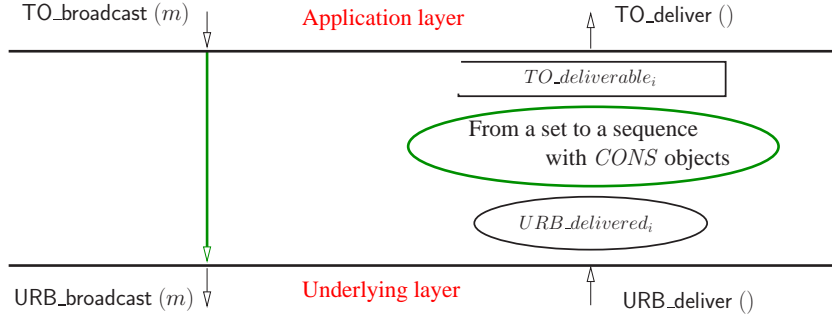 TO_broadcast (m) Application layer TO_deliver ()
TO_deliverable_i
From a set to a sequence
with CONS objects
URB_delivered_i
URB_broadcast (m) Underlying layer URB_deliver ()